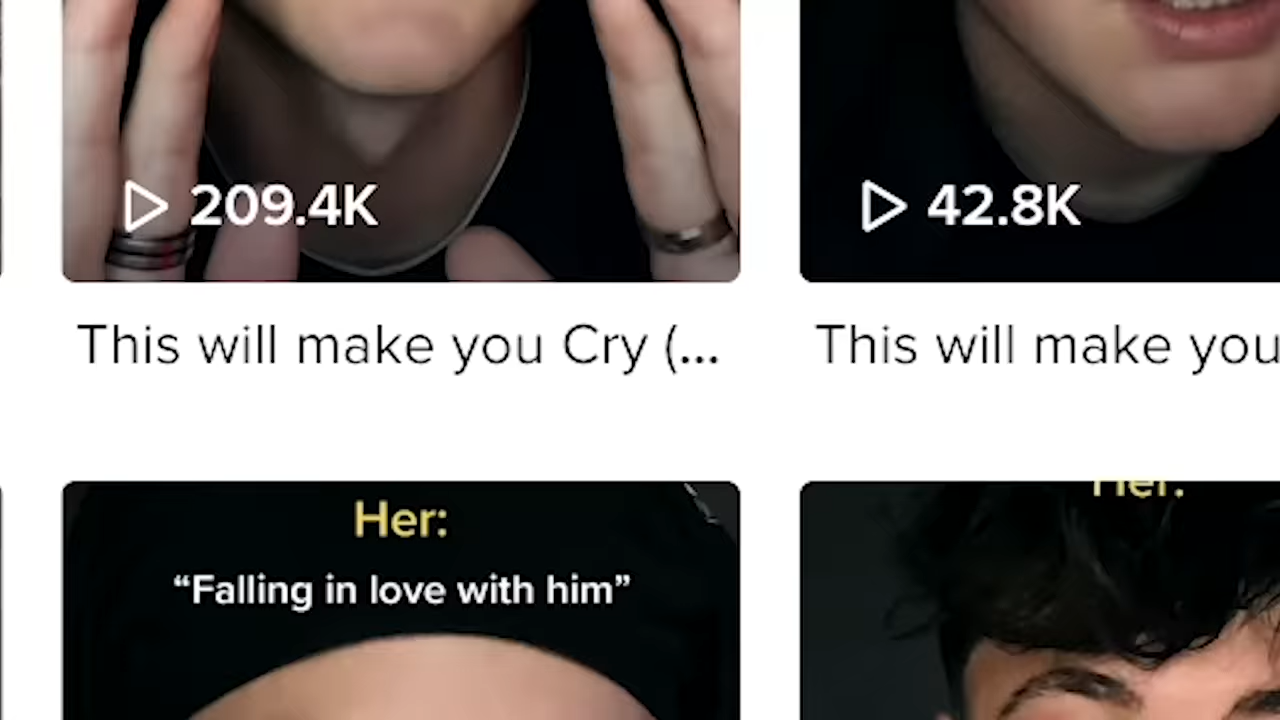 209.4K
42.8K
This will make you Cry (...
This will make you
Her:
Her:
“Falling in love with him”